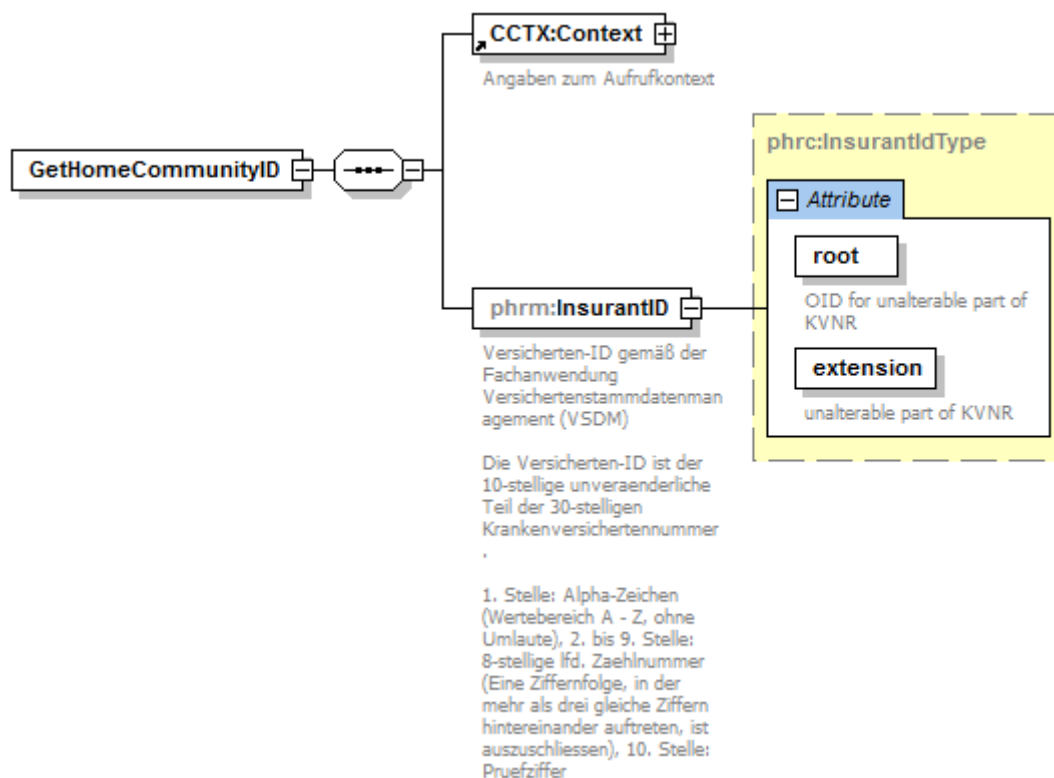 CCTX:Context
Angaben zum Aufrufkontext
GetHomeCommunityID
phrc:InsurantIdType
Attribute
root
OID for unalterable part of
KVNR
extension
unalterable part of KVNR
phrm:InsurantID
Versicherten-ID gemäß der
Fachanwendung
Versichertenstammdatenman
agement (VSDM)
Die Versicherten-ID ist der
10-stellige unveraenderliche
Teil der 30-stelligen
Krankenversichertennummer
.
1. Stelle: Alpha-Zeichen
(Wertebereich A - Z, ohne
Umlaute), 2. bis 9. Stelle:
8-stellige lfd. Zaehlnummer
(Eine Ziffernfolge, in der
mehr als drei gleiche Ziffern
hintereinander auftreten, ist
auszuschliessen), 10. Stelle:
Pruefziffer